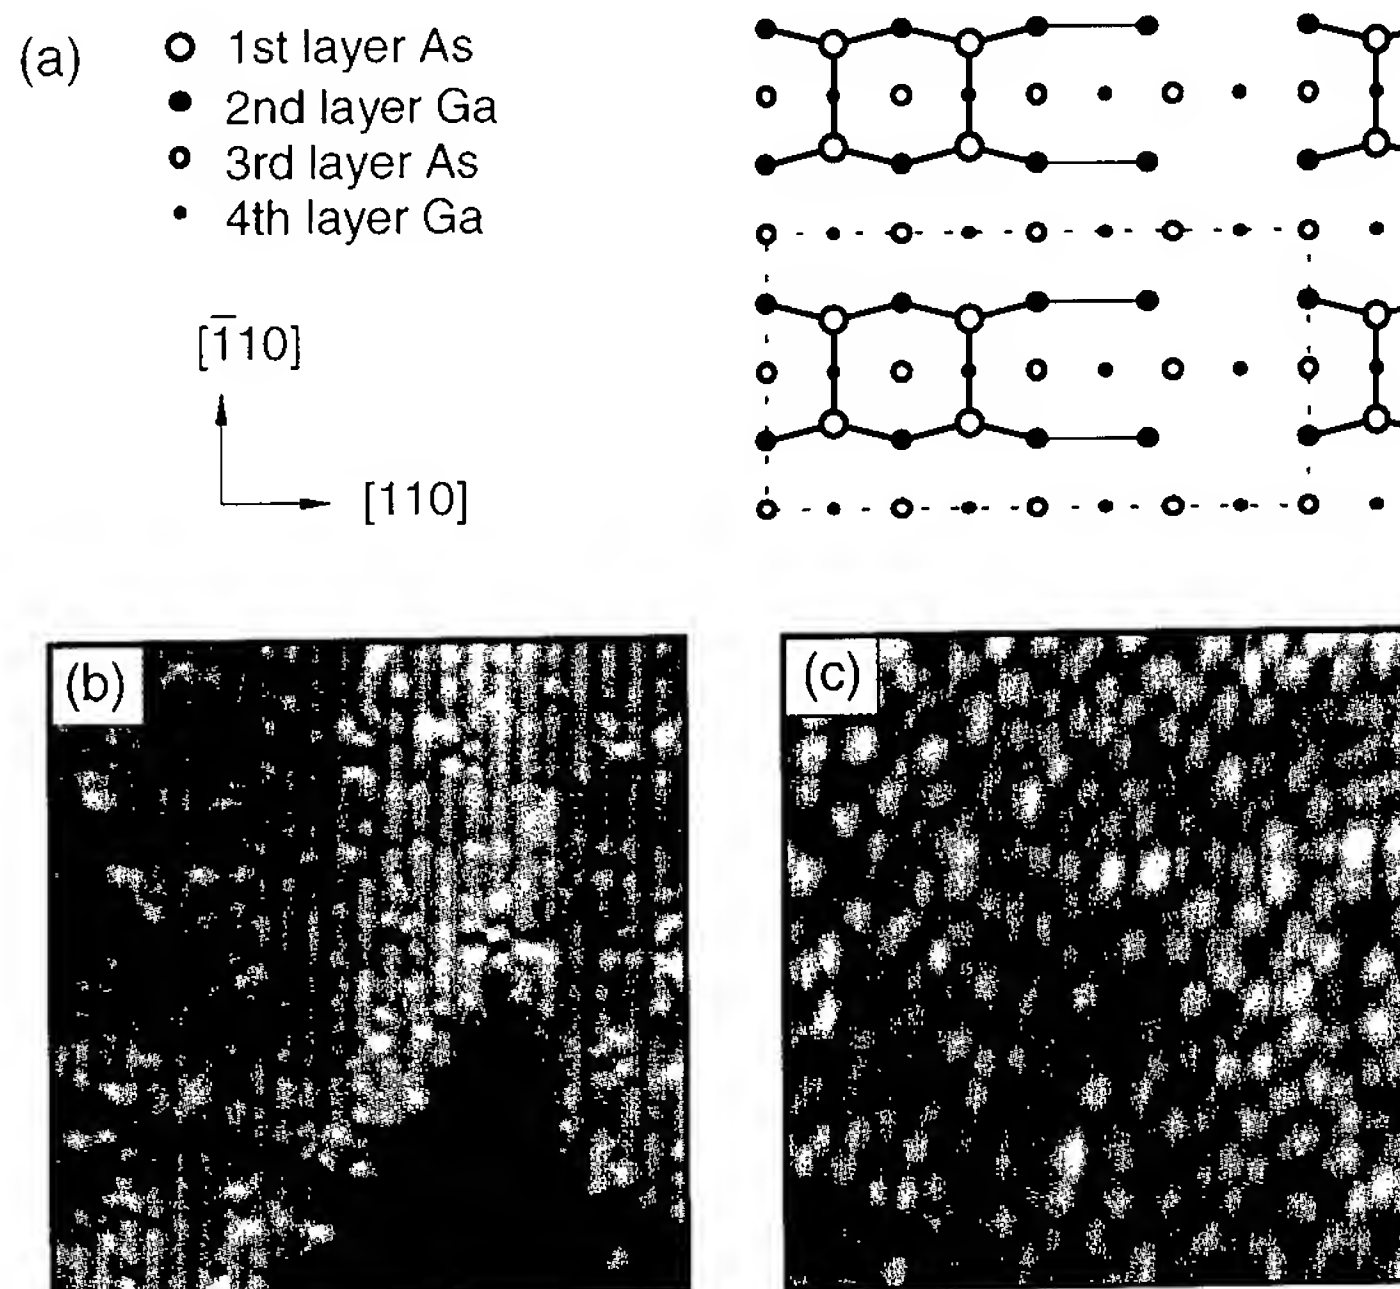 (a)
1st layer As
2nd layer Ga
3rd layer As
4th layer Ga
[1̅10]
[110]
(b)
(c)